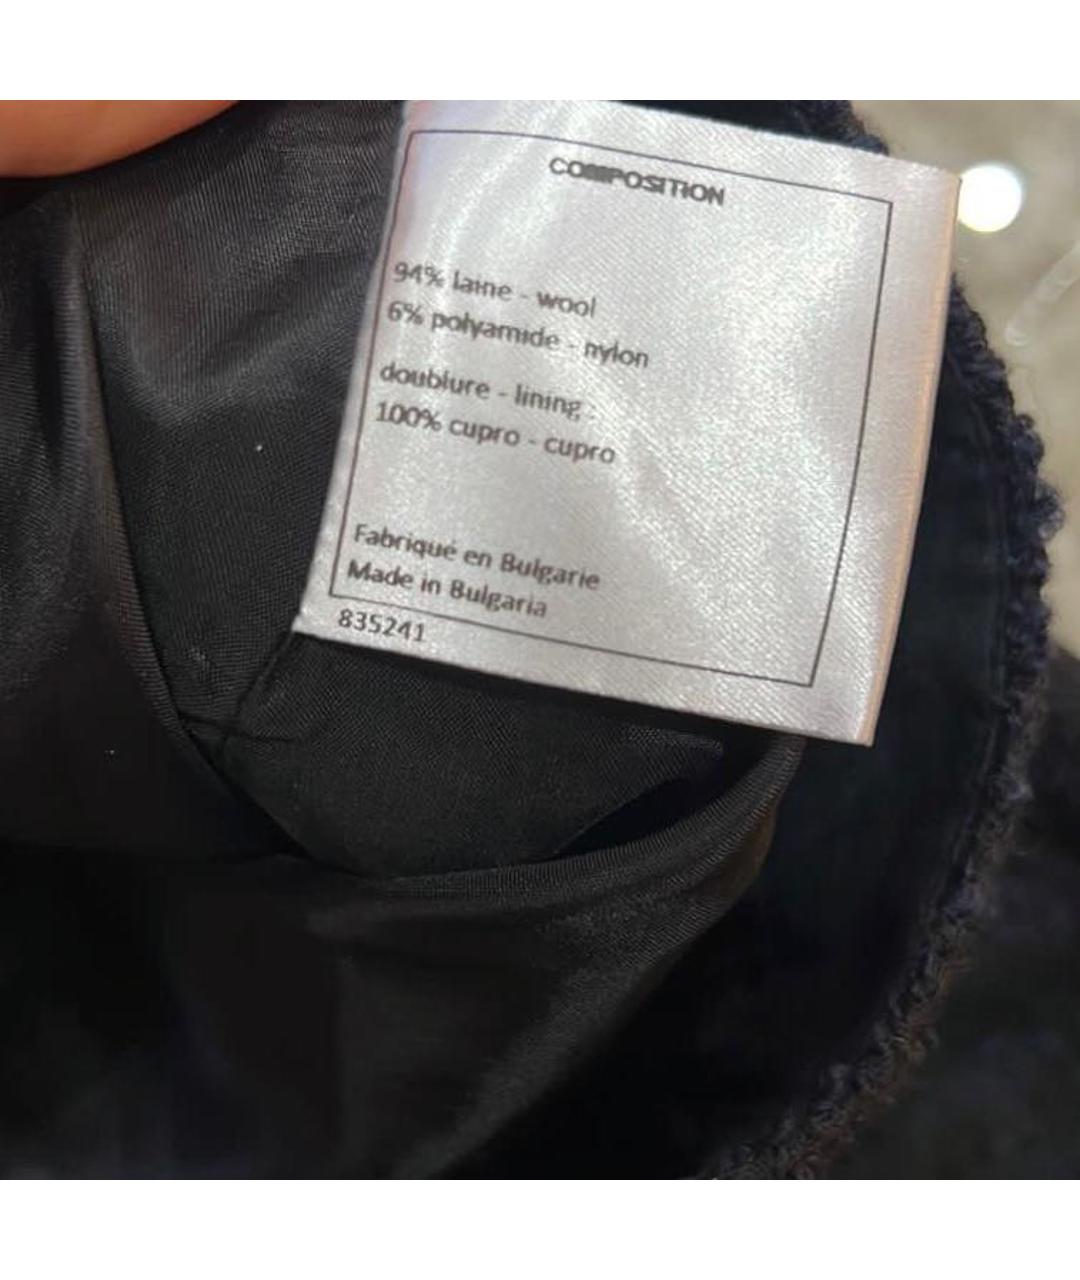 COMPOSITION
94% laine - wool
6% polyamide - nylon
doublure - lining :
100% cupro - cupro
Fabriqué en Bulgarie
Made in Bulgaria
835241